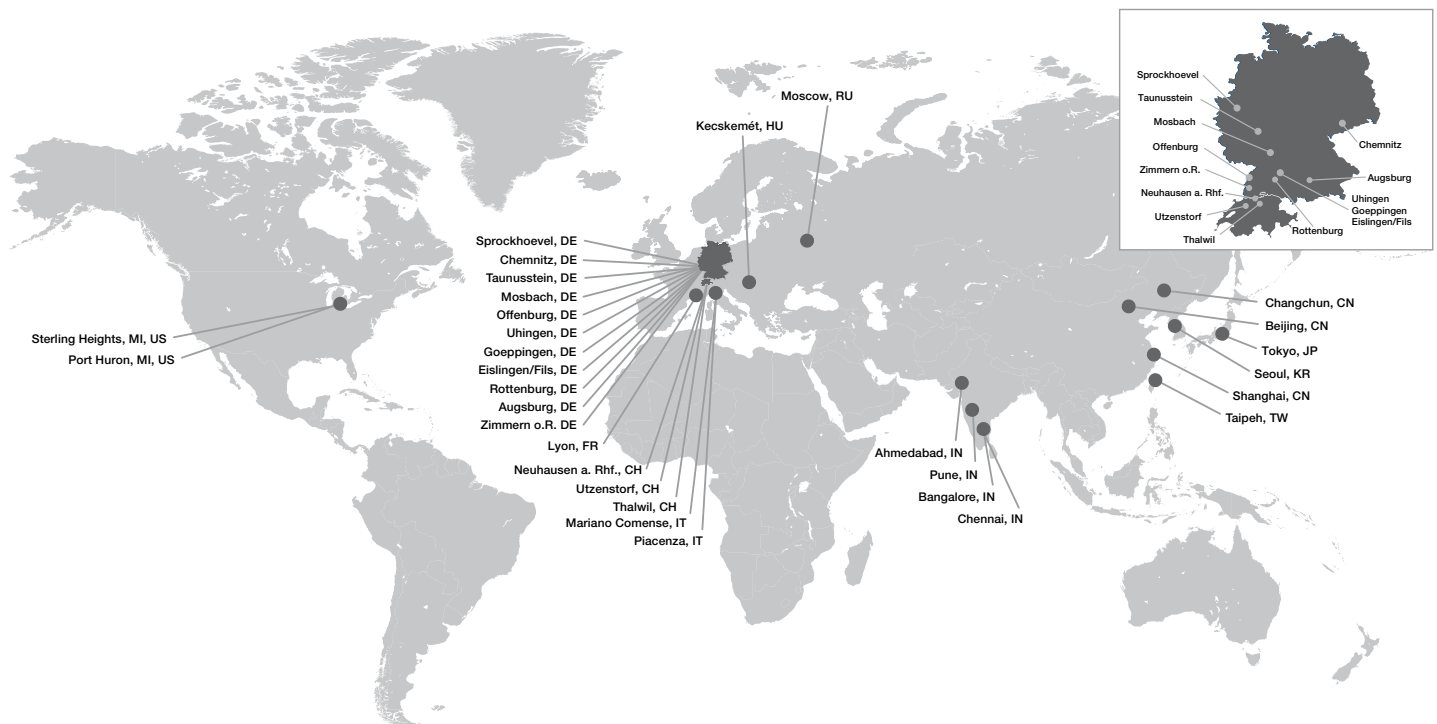 Moscow, RU
Kecskemét, HU
Sprockhoevel, DE
Chemnitz, DE
Taunusstein, DE
Mosbach, DE
Offenburg, DE
Uhingen, DE
Goeppingen, DE
Eislingen/Fils, DE
Rottenburg, DE
Augsburg, DE
Zimmern o.R. DE
Lyon, FR
Neuhausen a. Rhf., CH
Utzenstorf, CH
Thalwil, CH
Mariano Comense, IT
Piacenza, IT
Sterling Heights, MI, US
Port Huron, MI, US
Ahmedabad, IN
Pune, IN
Bangalore, IN
Chennai, IN
Changchun, CN
Beijing, CN
Tokyo, JP
Seoul, KR
Shanghai, CN
Taipeh, TW
Sprockhoevel
Taunusstein
Mosbach
Offenburg
Zimmern o.R.
Neuhausen a. Rhf.
Utzenstorf
Thalwil
Chemnitz
Augsburg
Uhingen
Goeppingen
Eislingen/Fils
Rottenburg